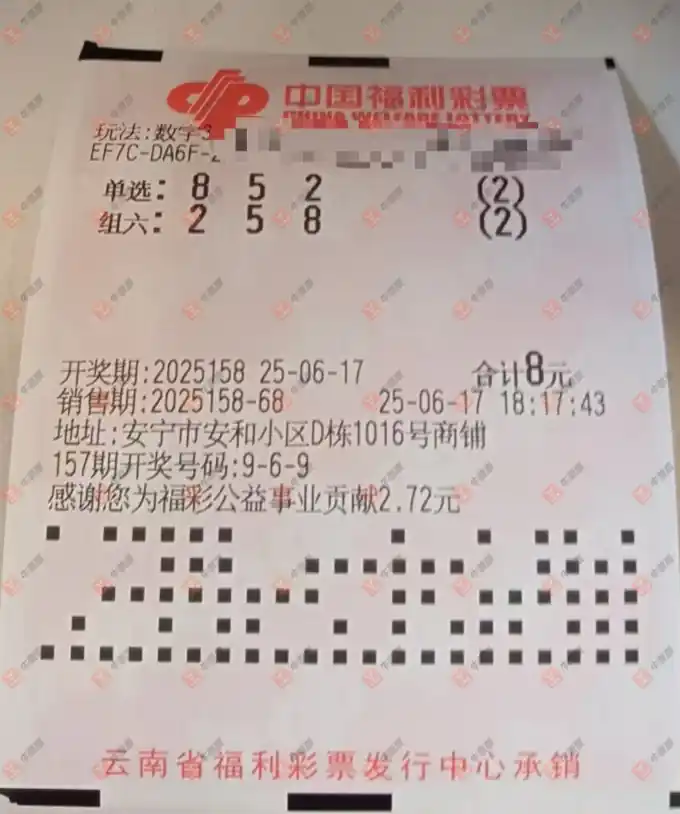 中国福利彩票
CHINA WELFARE LOTTERY
玩法:数字3
EF7C-DA6F-
单选: 8 5 2 (2)
组六: 2 5 8 (2)
开奖期:2025158 25-06-17 合计8元
销售期:2025158-68 25-06-17 18:17:43
地址:安宁市安和小区D栋1016号商铺
157期开奖号码:9-6-9
感谢您为福彩公益事业贡献2.72元
云南省福利彩票发行中心承销